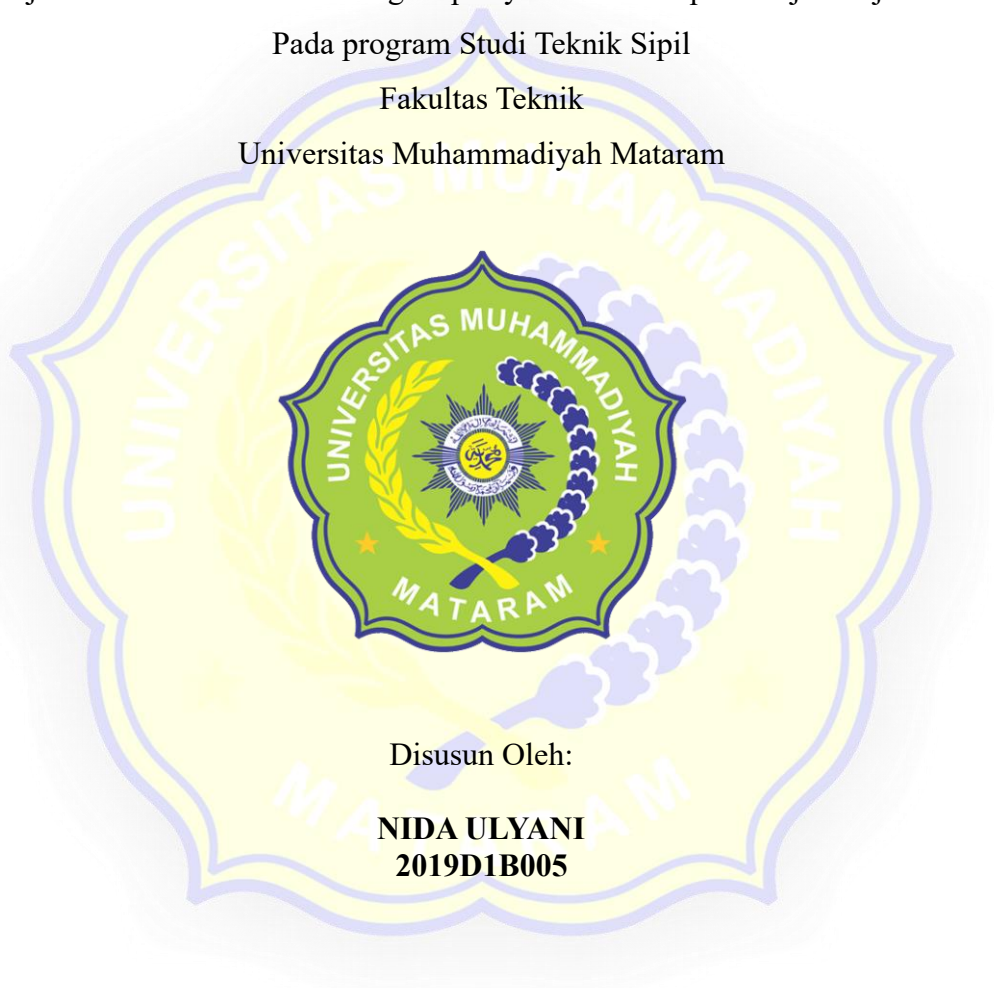 Pada program Studi Teknik Sipil
Fakultas Teknik
Universitas Muhammadiyah Mataram
UNIVERSITAS MUHAMMADIYAH
MATARAM
Disusun Oleh:
NIDA ULYANI
2019D1B005